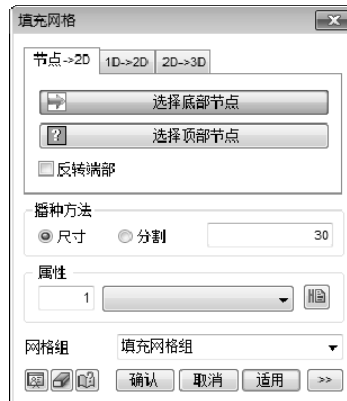 填充网格
节点->2D 1D->2D 2D->3D
选择底部节点
选择顶部节点
反转端部
播种方法
尺寸 分割 30
属性
1
网格组 填充网格组
确认 取消 适用 >>